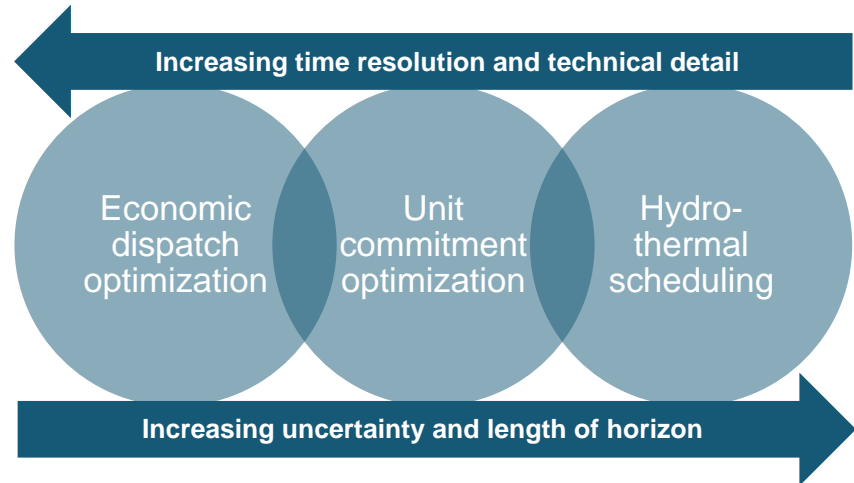 Increasing time resolution and technical detail
Economic
dispatch
optimization
Unit
commitment
optimization
Hydro-
thermal
scheduling
Increasing uncertainty and length of horizon